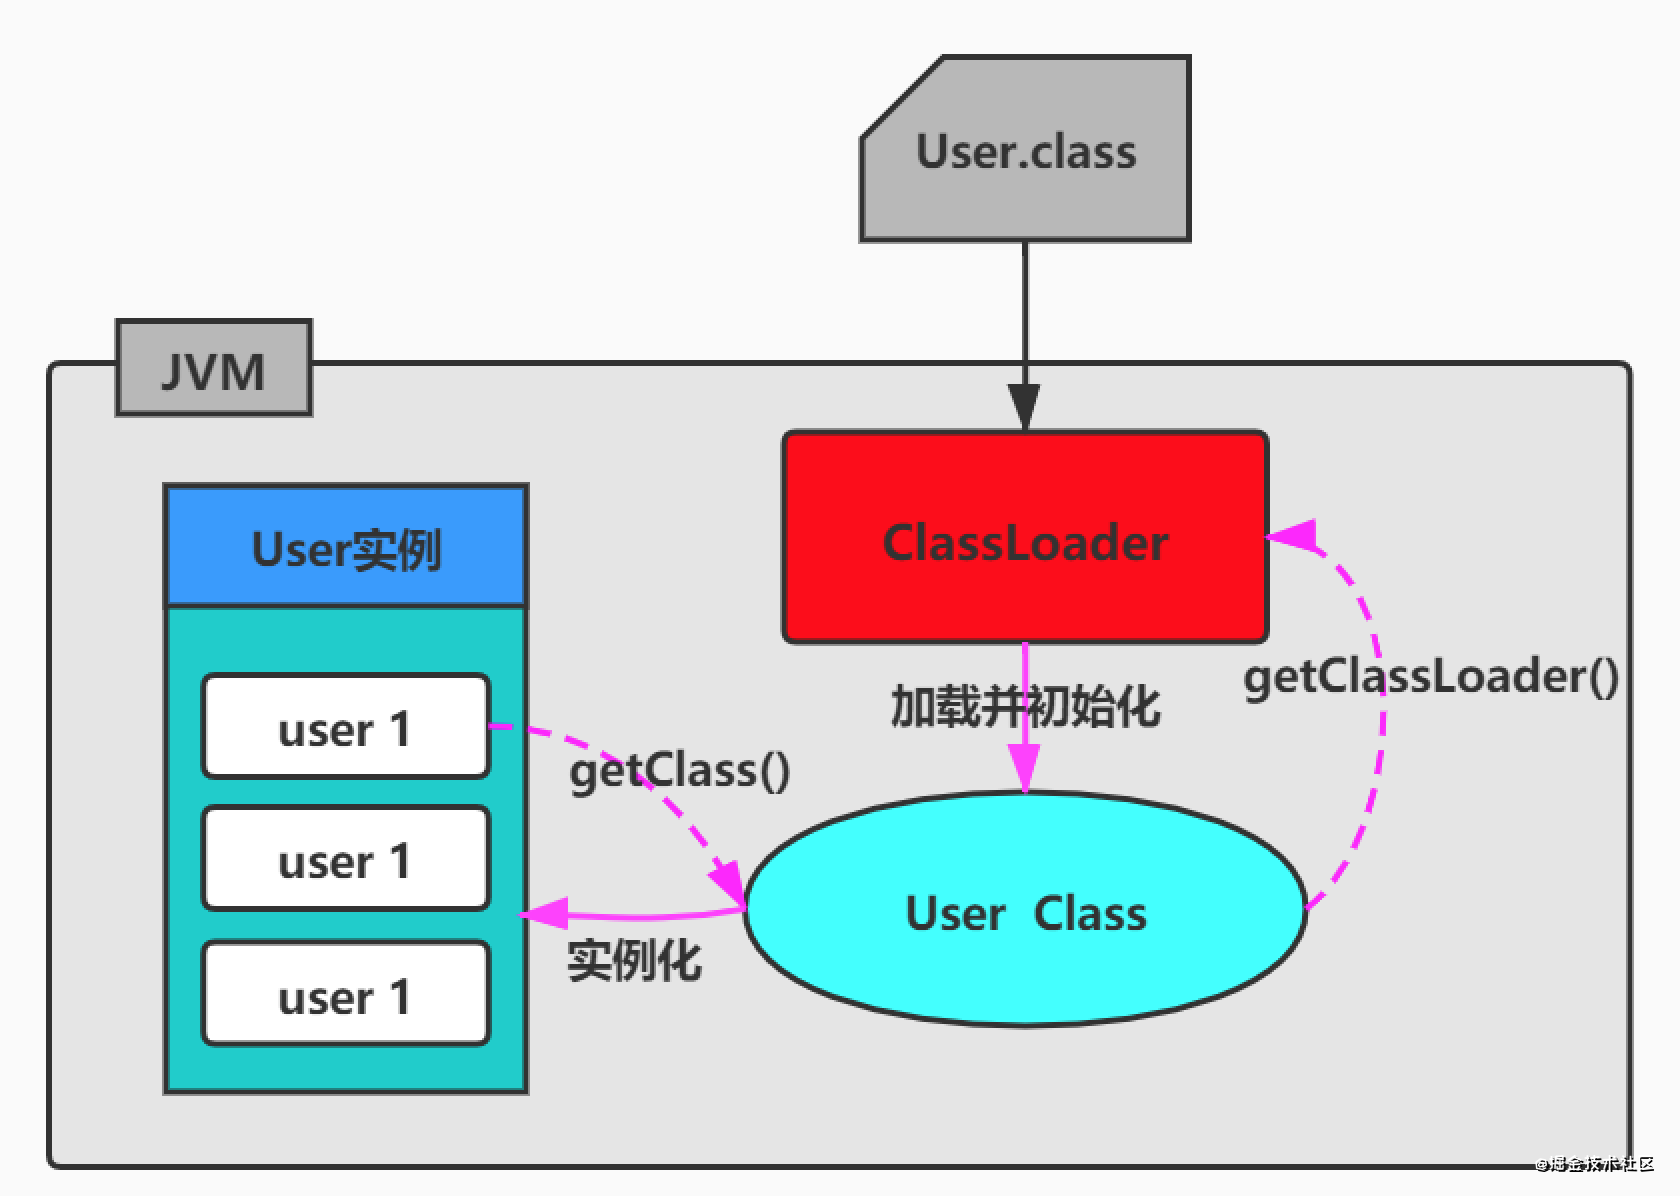 User.class
JVM
ClassLoader
User实例
getClassLoader()
加载并初始化
user 1
getClass()
user 1
User Class
实例化
user 1
@掘金技术社区